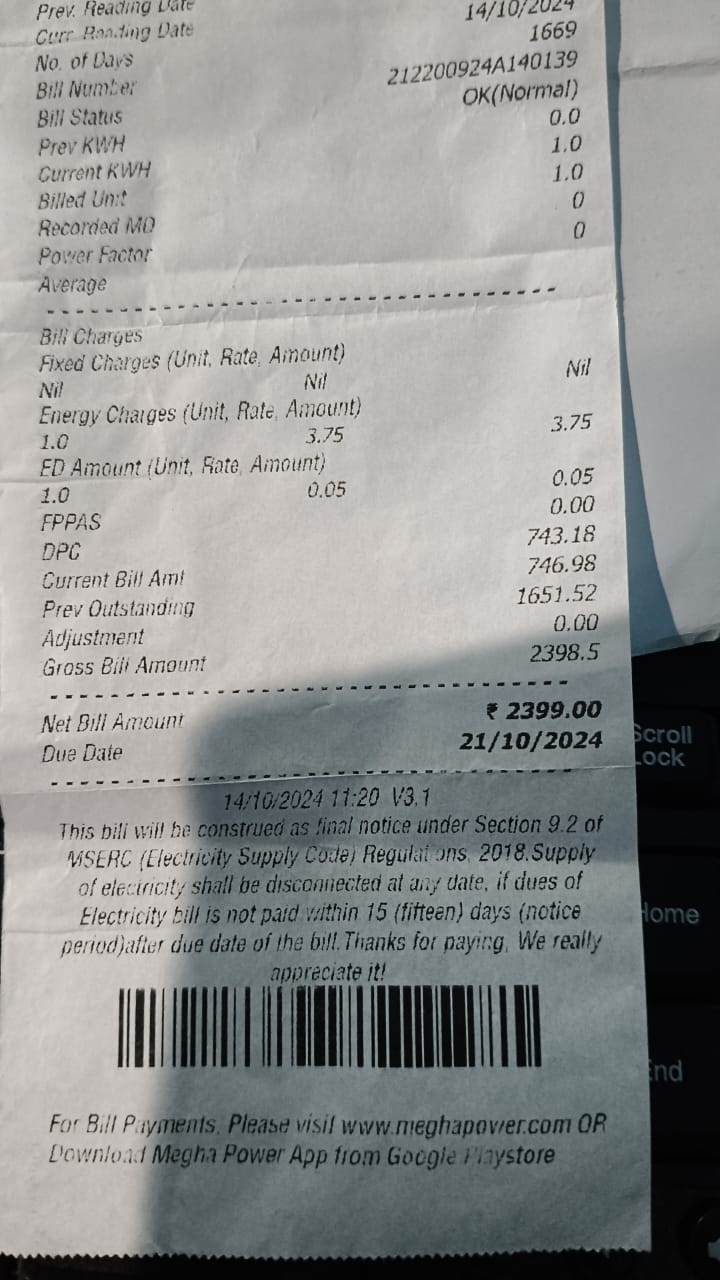 Prev. Reading Date
Curr Reading Date 14/10/2024
No. of Days 1669
Bill Number 212200924A140139
Bill Status OK(Normal)
Prev KWH 0.0
Current KWH 1.0
Billed Unit 1.0
Recorded MD 0
Power Factor 0
Average
Bill Charges
Fixed Charges (Unit, Rate, Amount)
Nil Nil Nil
Energy Charges (Unit, Rate, Amount)
1.0 3.75 3.75
ED Amount (Unit, Rate, Amount)
1.0 0.05 0.05
FPPAS 0.00
DPC 743.18
Current Bill Amt 746.98
Prev Outstanding 1651.52
Adjustment 0.00
Gross Bill Amount 2398.5
Net Bill Amount ₹ 2399.00
Due Date 21/10/2024
14/10/2024 11:20 V3.1
This bill will be construed as final notice under Section 9.2 of
MSERC (Electricity Supply Code) Regulations, 2018.Supply
of electricity shall be disconnected at any date, if dues of
Electricity bill is not paid within 15 (fifteen) days (notice
period)after due date of the bill.Thanks for paying, We really
appreciate it!
For Bill Payments, Please visit www.meghapower.com OR
Download Megha Power App from Google Playstore
Scroll
Lock
Home
End